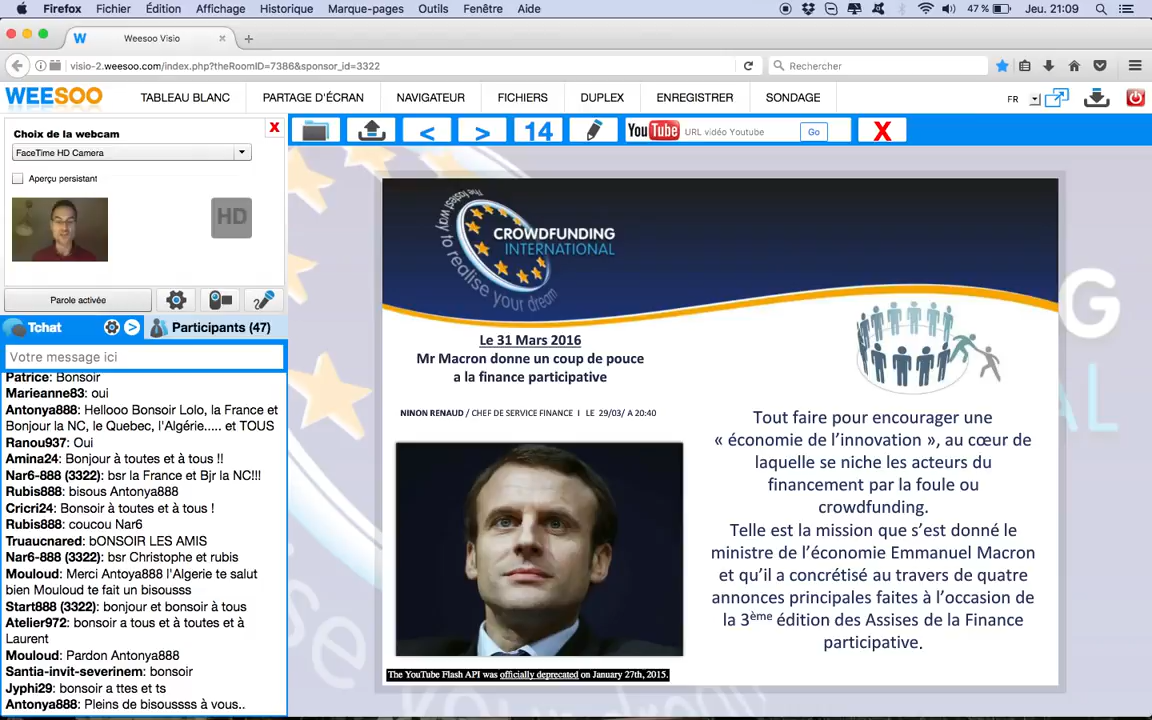 Firefox Fichier Édition Affichage Historique Marque-pages Outils Fenêtre Aide 47 % Jeu. 21:09
W Weesoo Visio
visio-2.weesoo.com/index.php?theRoomID=7386&sponsor_id=3322 Rechercher
WEESOO TABLEAU BLANC PARTAGE D'ÉCRAN NAVIGATEUR FICHIERS DUPLEX ENREGISTRER SONDAGE FR
Choix de la webcam X
FaceTime HD Camera
Aperçu persistant
HD
Parole activée
Tchat Participants (47)
Votre message ici
Patrice: Bonsoir
Marieanne83: oui
Antonya888: Hellooo Bonsoir Lolo, la France et
Bonjour la NC, le Quebec, l'Algérie..... et TOUS
Ranou937: Oui
Amina24: Bonjour à toutes et à tous !!
Nar6-888 (3322): bsr la France et Bjr la NC!!!
Rubis888: bisous Antonya888
Cricri24: Bonsoir à toutes et à tous !
Rubis888: coucou Nar6
Truaucnared: bONSOIR LES AMIS
Nar6-888 (3322): bsr Christophe et rubis
Mouloud: Merci Antoya888 l'Algerie te salut
bien Mouloud te fait un bisousss
Start888 (3322): bonjour et bonsoir à tous
Atelier972: bonsoir a tous et à toutes et à
Laurent
Mouloud: Pardon Antonya888
Santia-invit-severinem: bonsoir
Jyphi29: bonsoir a ttes et ts
Antonya888: Pleins de bisoussss à vous..
< > 14 YouTube URL vidéo Youtube Go X
The fastest way to realise your dream
CROWDFUNDING
INTERNATIONAL
Le 31 Mars 2016
Mr Macron donne un coup de pouce
a la finance participative
NINON RENAUD / CHEF DE SERVICE FINANCE I LE 29/03/ A 20:40
Tout faire pour encourager une
« économie de l'innovation », au cœur de
laquelle se niche les acteurs du
financement par la foule ou
crowdfunding.
Telle est la mission que s'est donné le
ministre de l'économie Emmanuel Macron
et qu'il a concrétisé au travers de quatre
annonces principales faites à l'occasion de
la 3ème édition des Assises de la Finance
participative.
The YouTube Flash API was officially deprecated on January 27th, 2015.